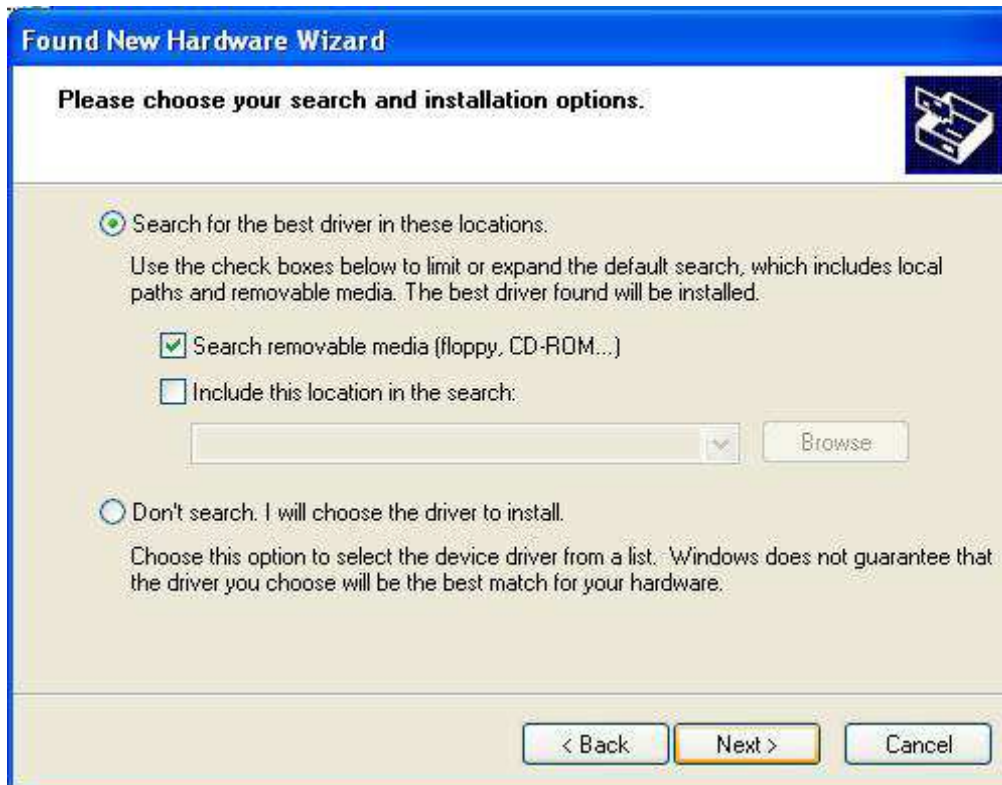 Found New Hardware Wizard
Please choose your search and installation options.
Search for the best driver in these locations.
Use the check boxes below to limit or expand the default search, which includes local
paths and removable media. The best driver found will be installed.
Search removable media (floppy, CD-ROM...)
Include this location in the search:
Browse
Don't search. I will choose the driver to install.
Choose this option to select the device driver from a list. Windows does not guarantee that
the driver you choose will be the best match for your hardware.
< Back Next > Cancel